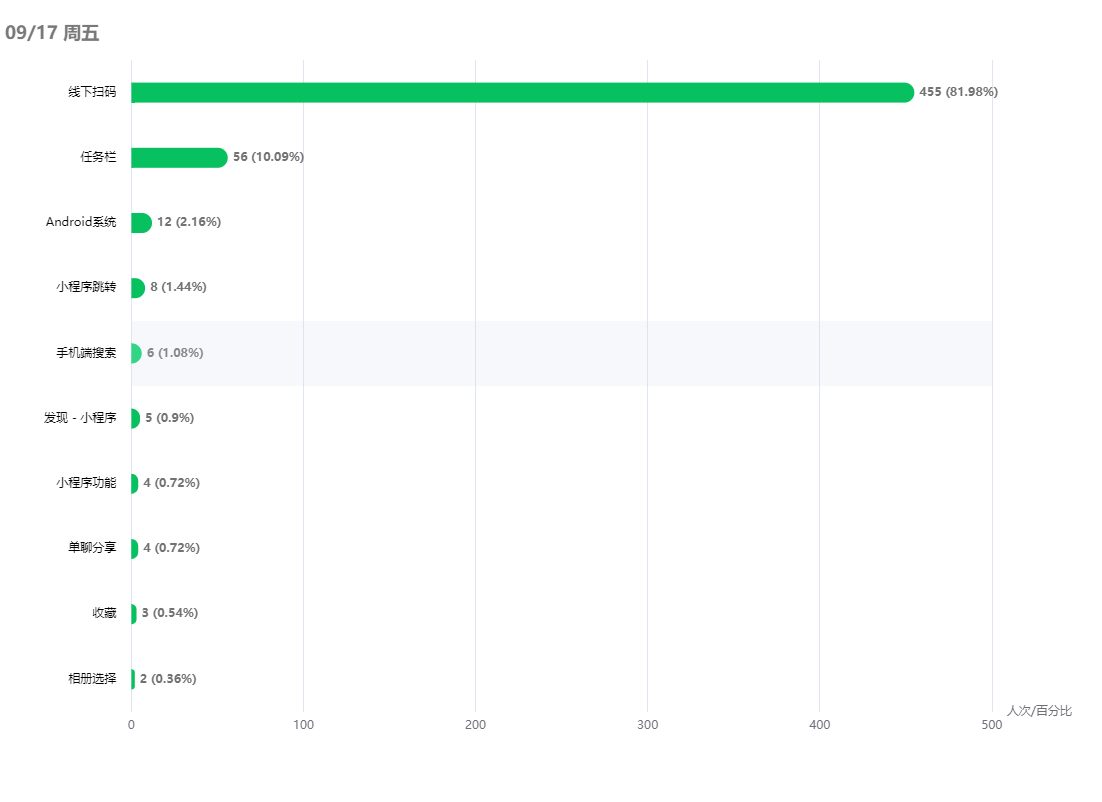 09/17 周五
线下扫码 455 (81.98%)
任务栏 56 (10.09%)
Android系统 12 (2.16%)
小程序跳转 8 (1.44%)
手机端搜索 6 (1.08%)
发现 - 小程序 5 (0.9%)
小程序功能 4 (0.72%)
单聊分享 4 (0.72%)
收藏 3 (0.54%)
相册选择 2 (0.36%)
人次/百分比
0 100 200 300 400 500